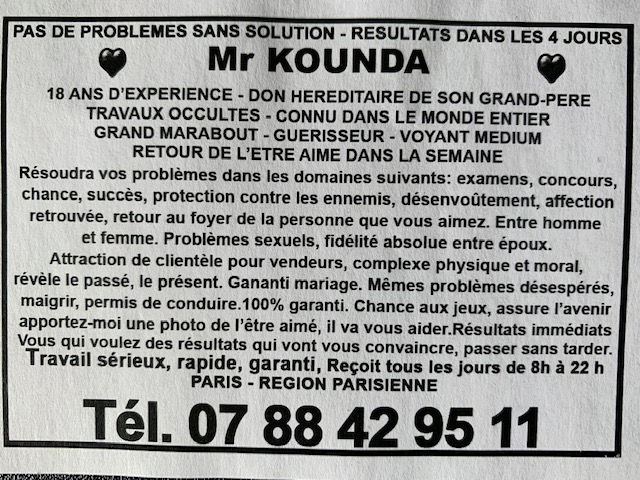 PAS DE PROBLEMES SANS SOLUTION - RESULTATS DANS LES 4 JOURS
Mr KOUNDA
18 ANS D'EXPERIENCE - DON HEREDITAIRE DE SON GRAND-PERE
TRAVAUX OCCULTES - CONNU DANS LE MONDE ENTIER
GRAND MARABOUT - GUERISSEUR - VOYANT MEDIUM
RETOUR DE L'ETRE AIME DANS LA SEMAINE
Résoudra vos problèmes dans les domaines suivants: examens, concours,
chance, succès, protection contre les ennemis, désenvoûtement, affection
retrouvée, retour au foyer de la personne que vous aimez. Entre homme
et femme. Problèmes sexuels, fidélité absolue entre époux.
Attraction de clientèle pour vendeurs, complexe physique et moral,
révèle le passé, le présent. Gananti mariage. Mêmes problèmes désespérés,
maigrir, permis de conduire.100% garanti. Chance aux jeux, assure l'avenir
apportez-moi une photo de l'être aimé, il va vous aider.Résultats immédiats
Vous qui voulez des résultats qui vont vous convaincre, passer sans tarder.
Travail sérieux, rapide, garanti, Reçoit tous les jours de 8h à 22 h
PARIS - REGION PARISIENNE
Tél. 07 88 42 95 11